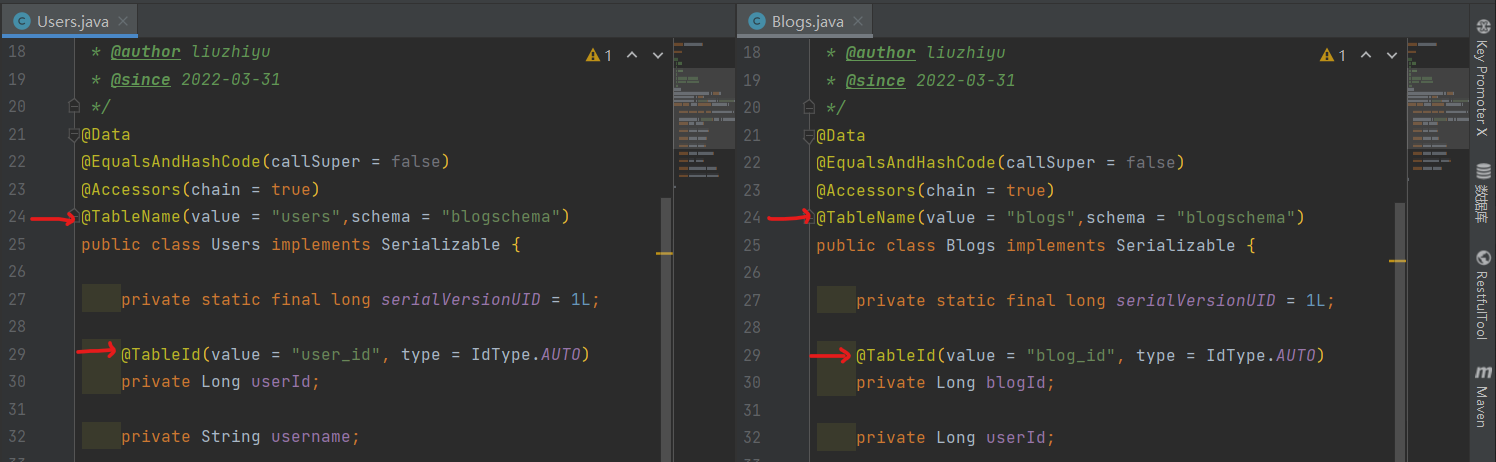 Users.java
18 * @author liuzhiyu
1
19 * @since 2022-03-31
20 */
21 @Data
22 @EqualsAndHashCode(callSuper = false)
23 @Accessors(chain = true)
24 @TableName(value = "users",schema = "blogschema")
25 public class Users implements Serializable {
26
27 private static final long serialVersionUID = 1L;
28
29 @TableId(value = "user_id", type = IdType.AUTO)
30 private Long userId;
31
32 private String username;
Blogs.java
18 * @author liuzhiyu
1
19 * @since 2022-03-31
20 */
21 @Data
22 @EqualsAndHashCode(callSuper = false)
23 @Accessors(chain = true)
24 @TableName(value = "blogs",schema = "blogschema")
25 public class Blogs implements Serializable {
26
27 private static final long serialVersionUID = 1L;
28
29 @TableId(value = "blog_id", type = IdType.AUTO)
30 private Long blogId;
31
32 private Long userId;
Key Promoter X
数据库
RestfulTool
Maven